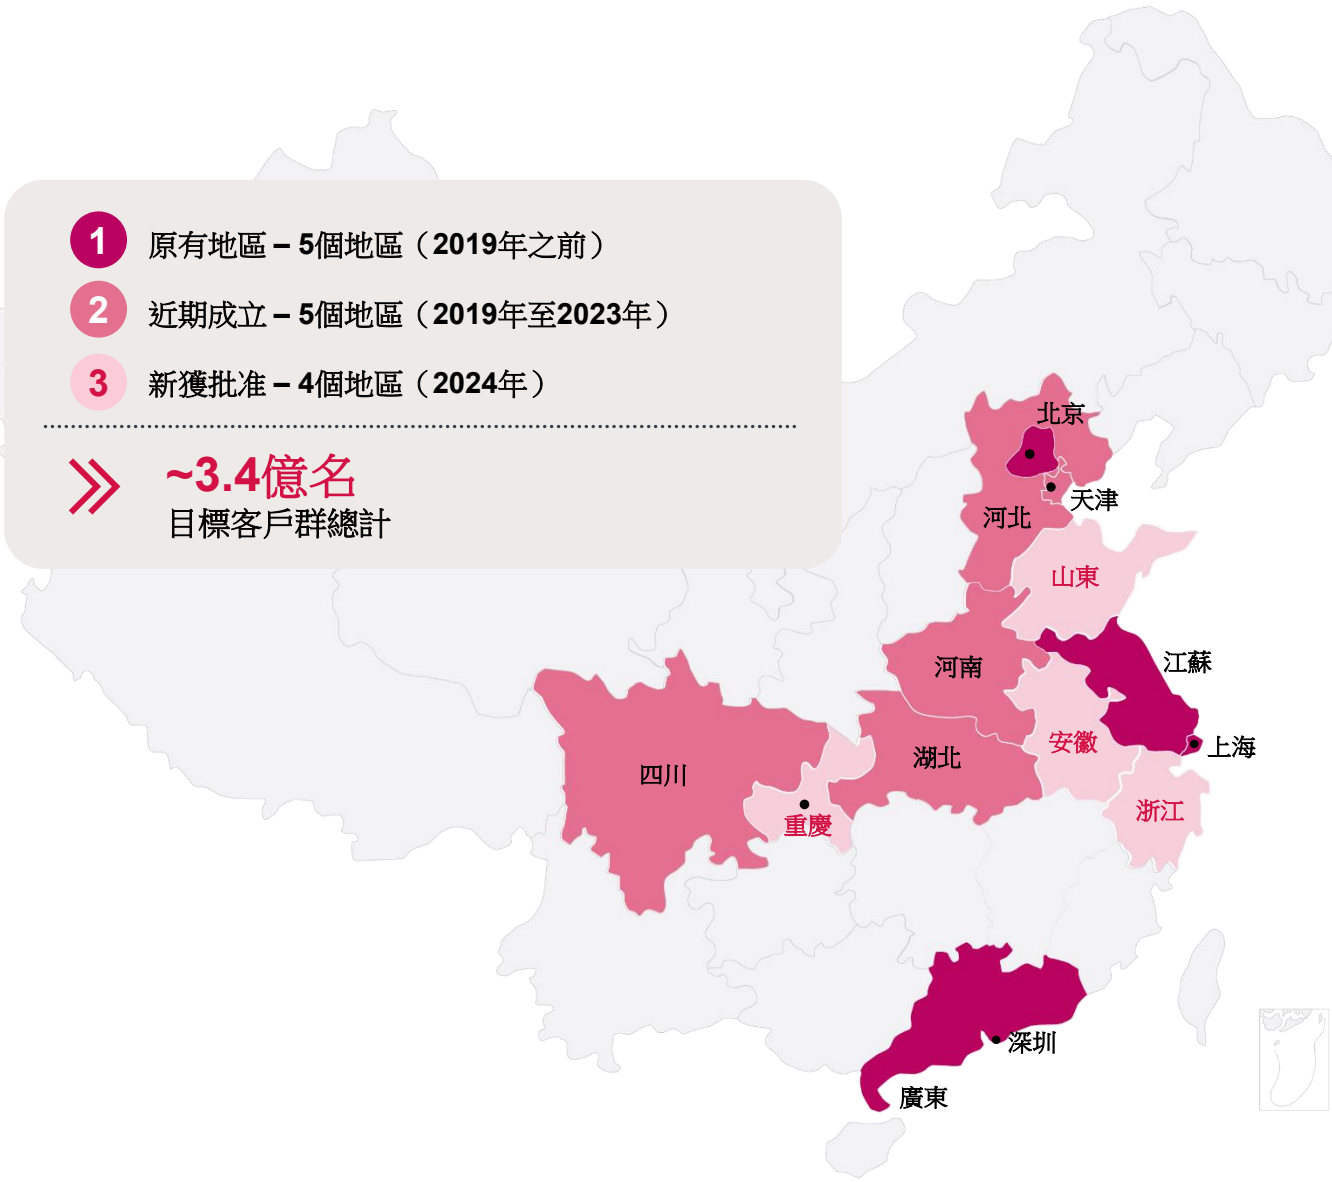 1 原有地區 – 5個地區（2019年之前）
2 近期成立 – 5個地區（2019年至2023年）
3 新獲批准 – 4個地區（2024年）
~3.4億名
目標客戶群總計
北京
天津
河北
山東
河南
江蘇
安徽
上海
湖北
四川
重慶
浙江
深圳
廣東